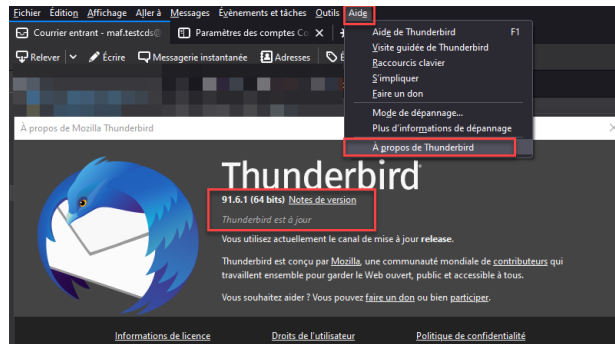 Fichier Édition Affichage Aller à Messages Évènements et tâches Outils Aide
Courrier entrant - maf.testcds@ Paramètres des comptes Co
Relever Écrire Messagerie instantanée Adresses
Aide de Thunderbird F1
Visite guidée de Thunderbird
Raccourcis clavier
S'impliquer
Faire un don
Mode de dépannage...
Plus d'informations de dépannage
À propos de Thunderbird
À propos de Mozilla Thunderbird
Thunderbird
91.6.1 (64 bits) Notes de version
Thunderbird est à jour
Vous utilisez actuellement le canal de mise à jour release.
Thunderbird est conçu par Mozilla, une communauté mondiale de contributeurs qui
travaillent ensemble pour garder le Web ouvert, public et accessible à tous.
Vous souhaitez aider ? Vous pouvez faire un don ou bien participer.
Informations de licence Droits de l'utilisateur Politique de confidentialité